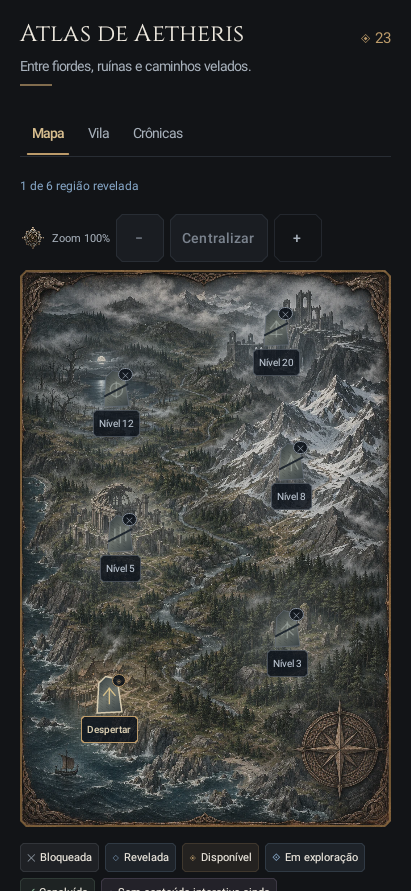 Atlas de Aetheris
23
Entre fiordes, ruínas e caminhos velados.
Mapa Vila Crônicas
1 de 6 região revelada
Zoom 100% − Centralizar +
Nível 20
Nível 12
Nível 8
Nível 5
Nível 3
Despertar
Bloqueada Revelada Disponível Em exploração